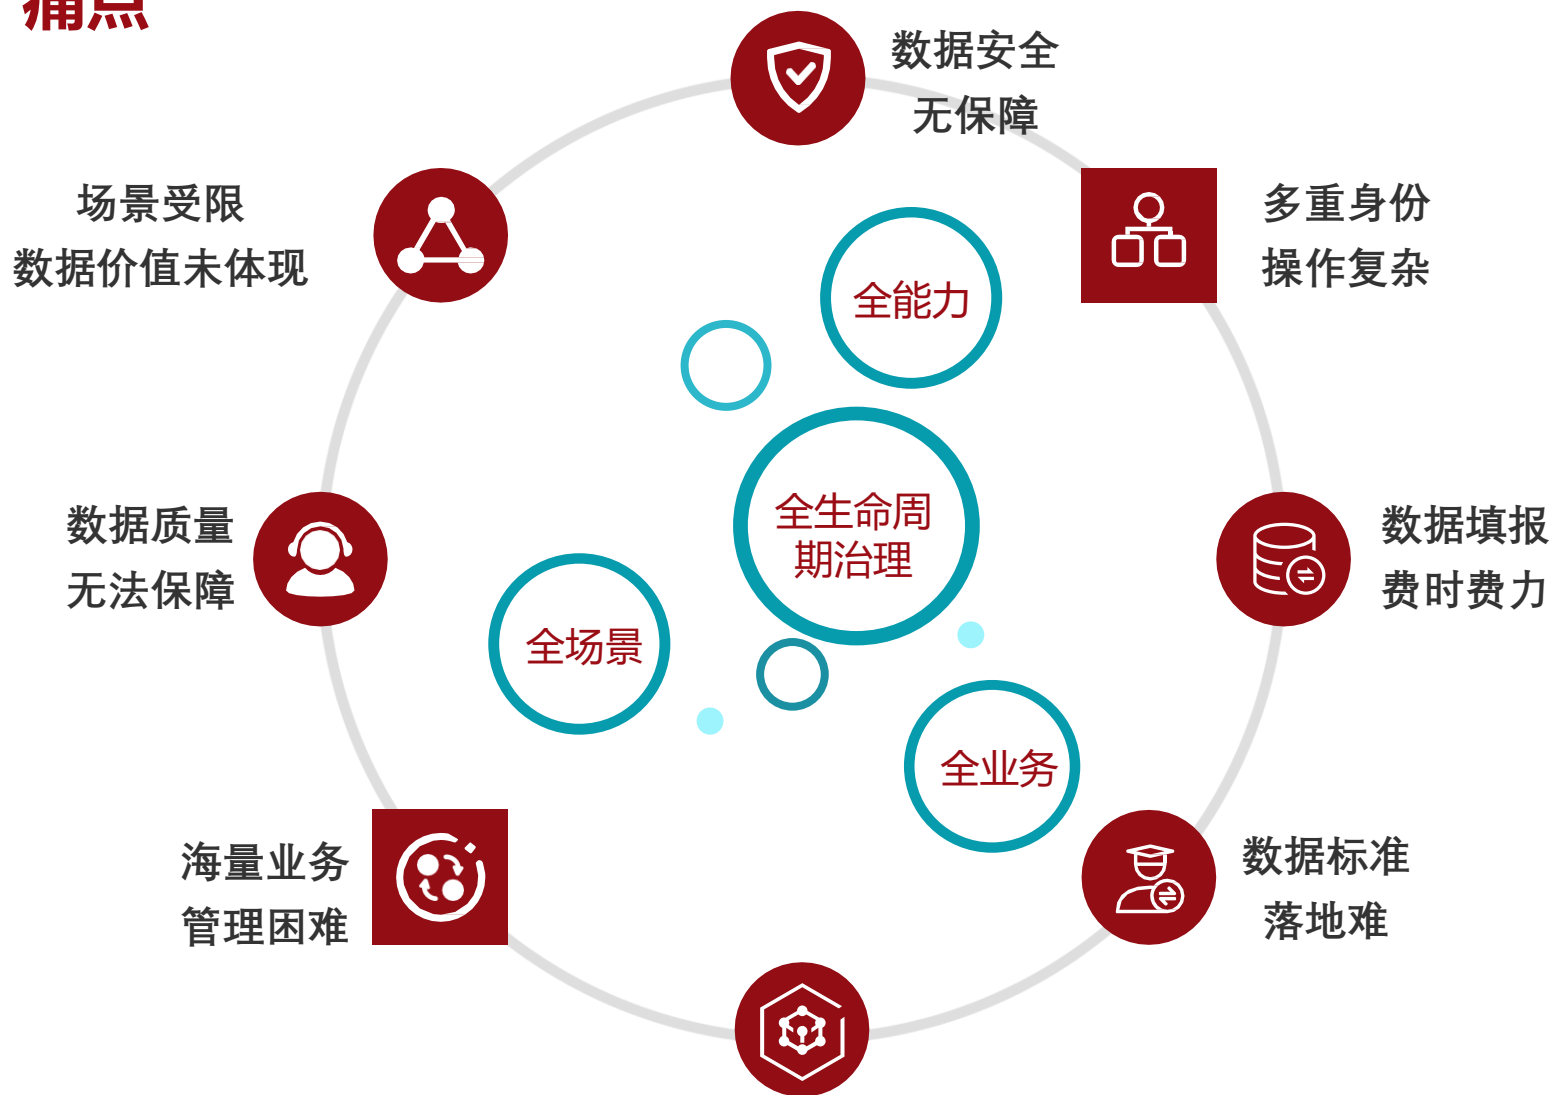 痛点
数据安全
无保障
场景受限
数据价值未体现
多重身份
操作复杂
全能力
数据质量
无法保障
全生命周
期治理
数据填报
费时费力
全场景
全业务
海量业务
管理困难
数据标准
落地难